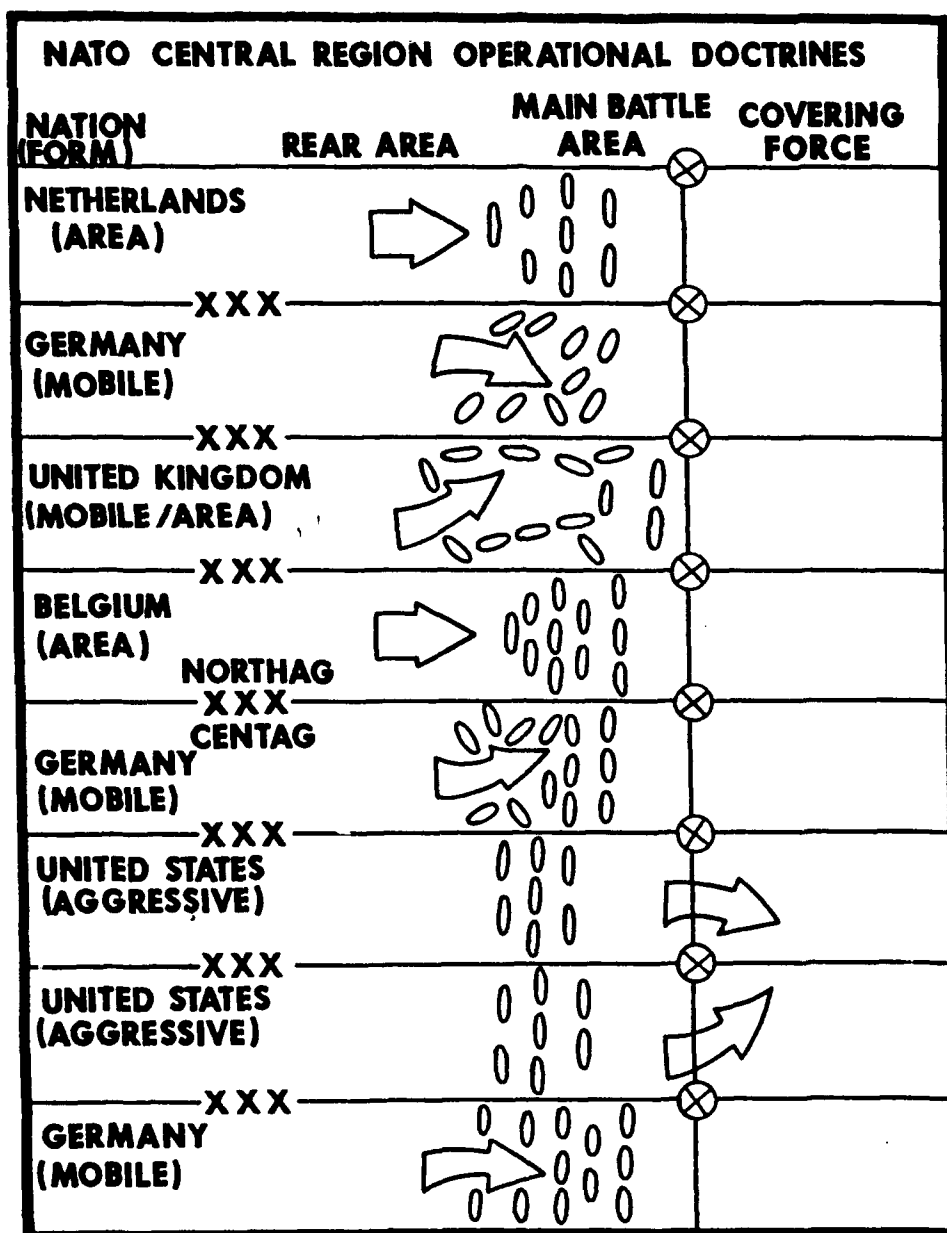 NATO CENTRAL REGION OPERATIONAL DOCTRINES
NATION
(FORM)
REAR AREA
MAIN BATTLE
AREA
COVERING
FORCE
NETHERLANDS
(AREA)
XXX
GERMANY
(MOBILE)
XXX
UNITED KINGDOM
(MOBILE/AREA)
XXX
BELGIUM
(AREA)
NORTHAG
XXX
CENTAG
GERMANY
(MOBILE)
XXX
UNITED STATES
(AGGRESSIVE)
XXX
UNITED STATES
(AGGRESSIVE)
XXX
GERMANY
(MOBILE)